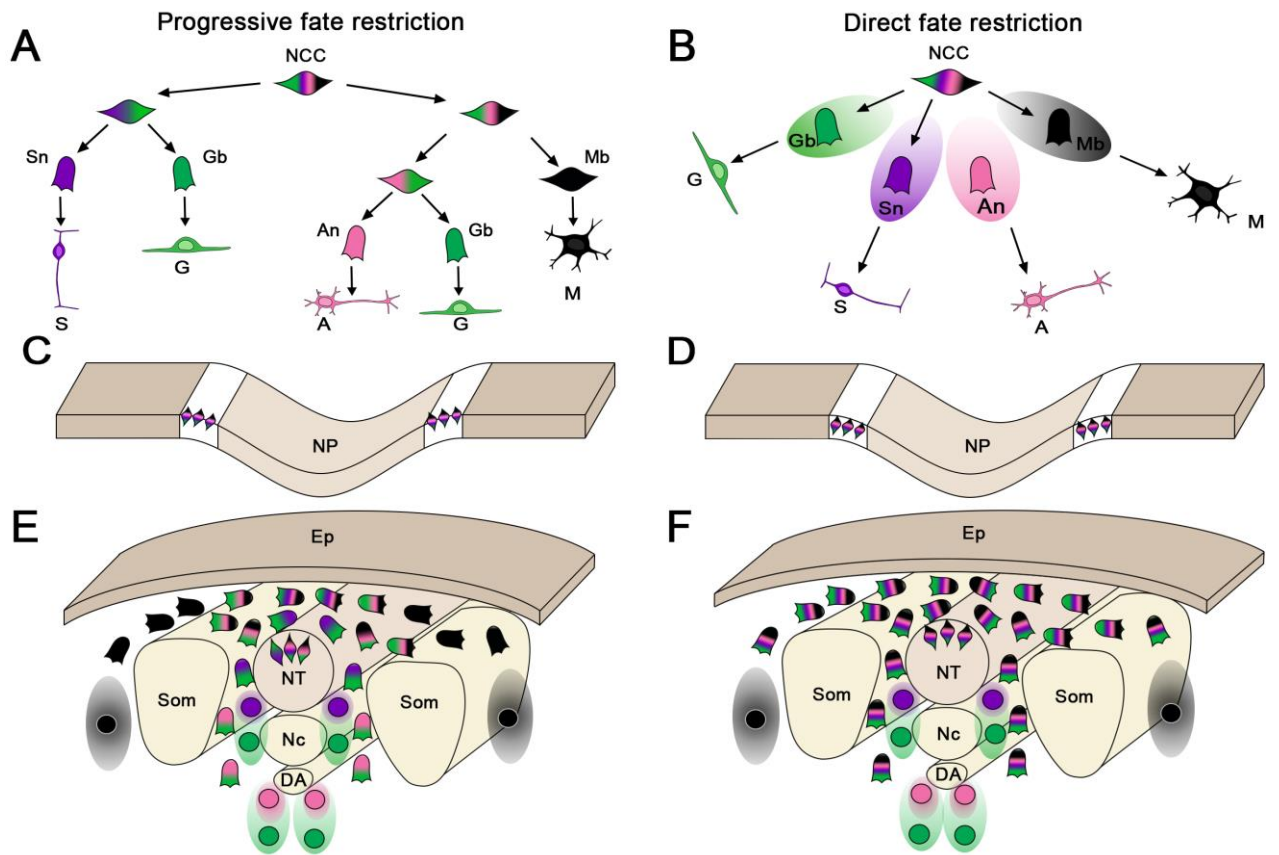 Progressive fate restriction
A
NCC
Sn
Gb
Mb
An
Gb
G
S
A
G
M
Direct fate restriction
B
NCC
Gb
Mb
G
Sn
An
M
S
A
C
NP
D
NP
E
Ep
NT
Som
Som
Nc
DA
F
Ep
NT
Som
Som
Nc
DA